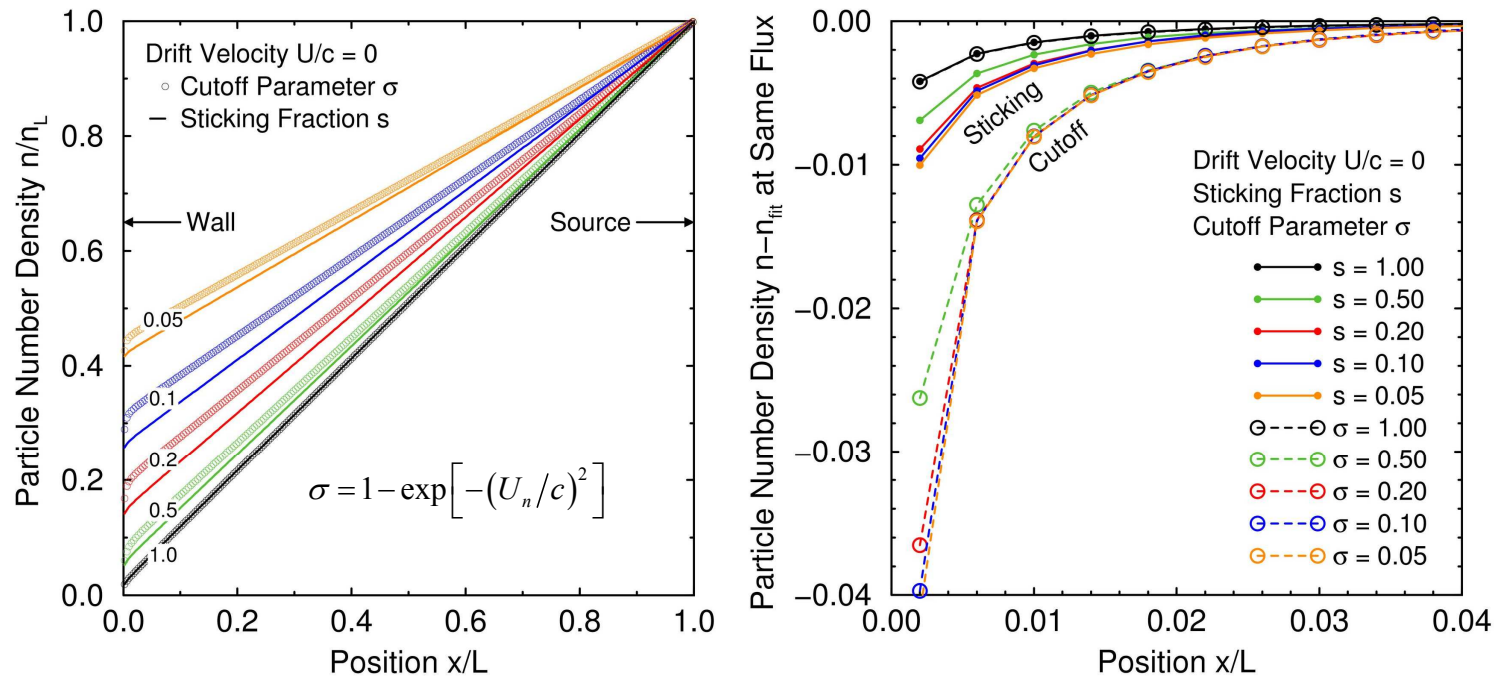 Particle Number Density n/n_L
1.0
0.8
0.6
0.4
0.2
0.0
Drift Velocity U/c = 0
Cutoff Parameter σ
Sticking Fraction s
Wall
Source
0.05
0.1
0.2
0.5
1.0
σ = 1 − exp[−(U_n/c)^2]
0.0 0.2 0.4 0.6 0.8 1.0
Position x/L
Particle Number Density n−n_fit at Same Flux
0.00
−0.01
−0.02
−0.03
−0.04
Sticking
Cutoff
Drift Velocity U/c = 0
Sticking Fraction s
Cutoff Parameter σ
s = 1.00
s = 0.50
s = 0.20
s = 0.10
s = 0.05
σ = 1.00
σ = 0.50
σ = 0.20
σ = 0.10
σ = 0.05
0.00 0.01 0.02 0.03 0.04
Position x/L